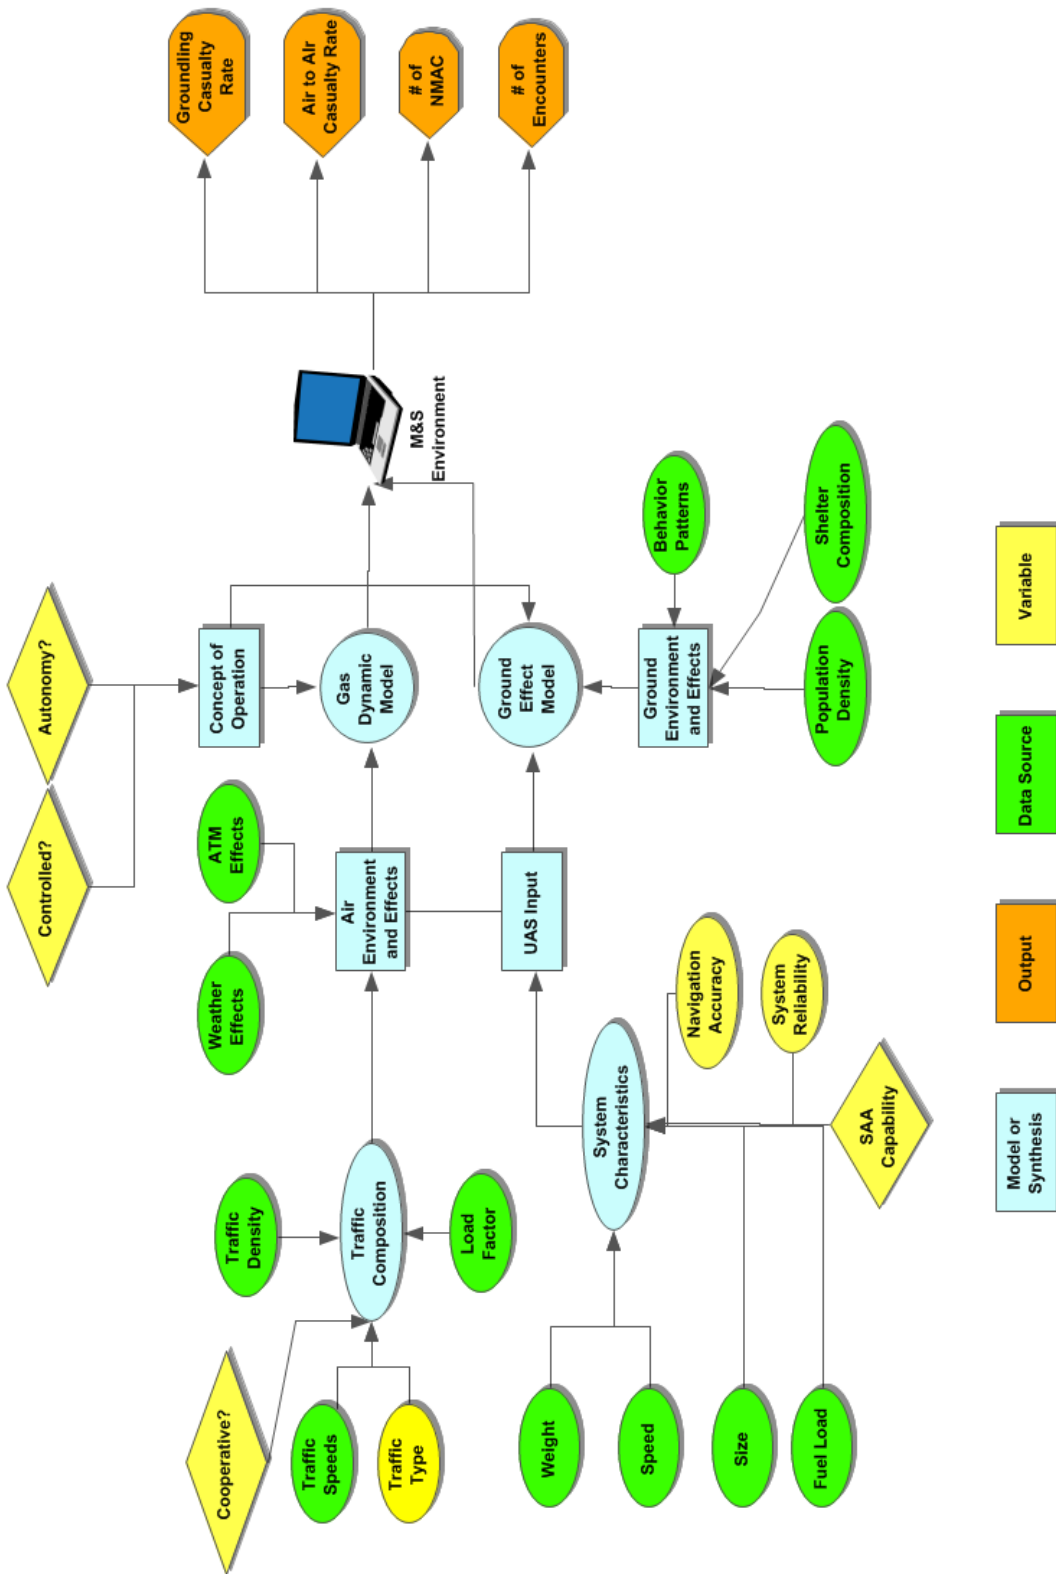 Autonomy?
Controlled?
Concept of
Operation
ATM
Effects
Weather
Effects
Cooperative?
Traffic
Density
Traffic
Speeds
Traffic
Type
Traffic
Composition
Load
Factor
Air
Environment
and Effects
Gas
Dynamic
Model
UAS Input
Ground
Effect
Model
M&S
Environment
Groundling
Casualty
Rate
Air to Air
Casualty Rate
# of
NMAC
# of
Encounters
Weight
Speed
Size
Fuel Load
System
Characteristics
Navigation
Accuracy
System
Reliability
SAA
Capability
Ground
Environment
and Effects
Behavior
Patterns
Population
Density
Shelter
Composition
Model or
Synthesis
Output
Data Source
Variable